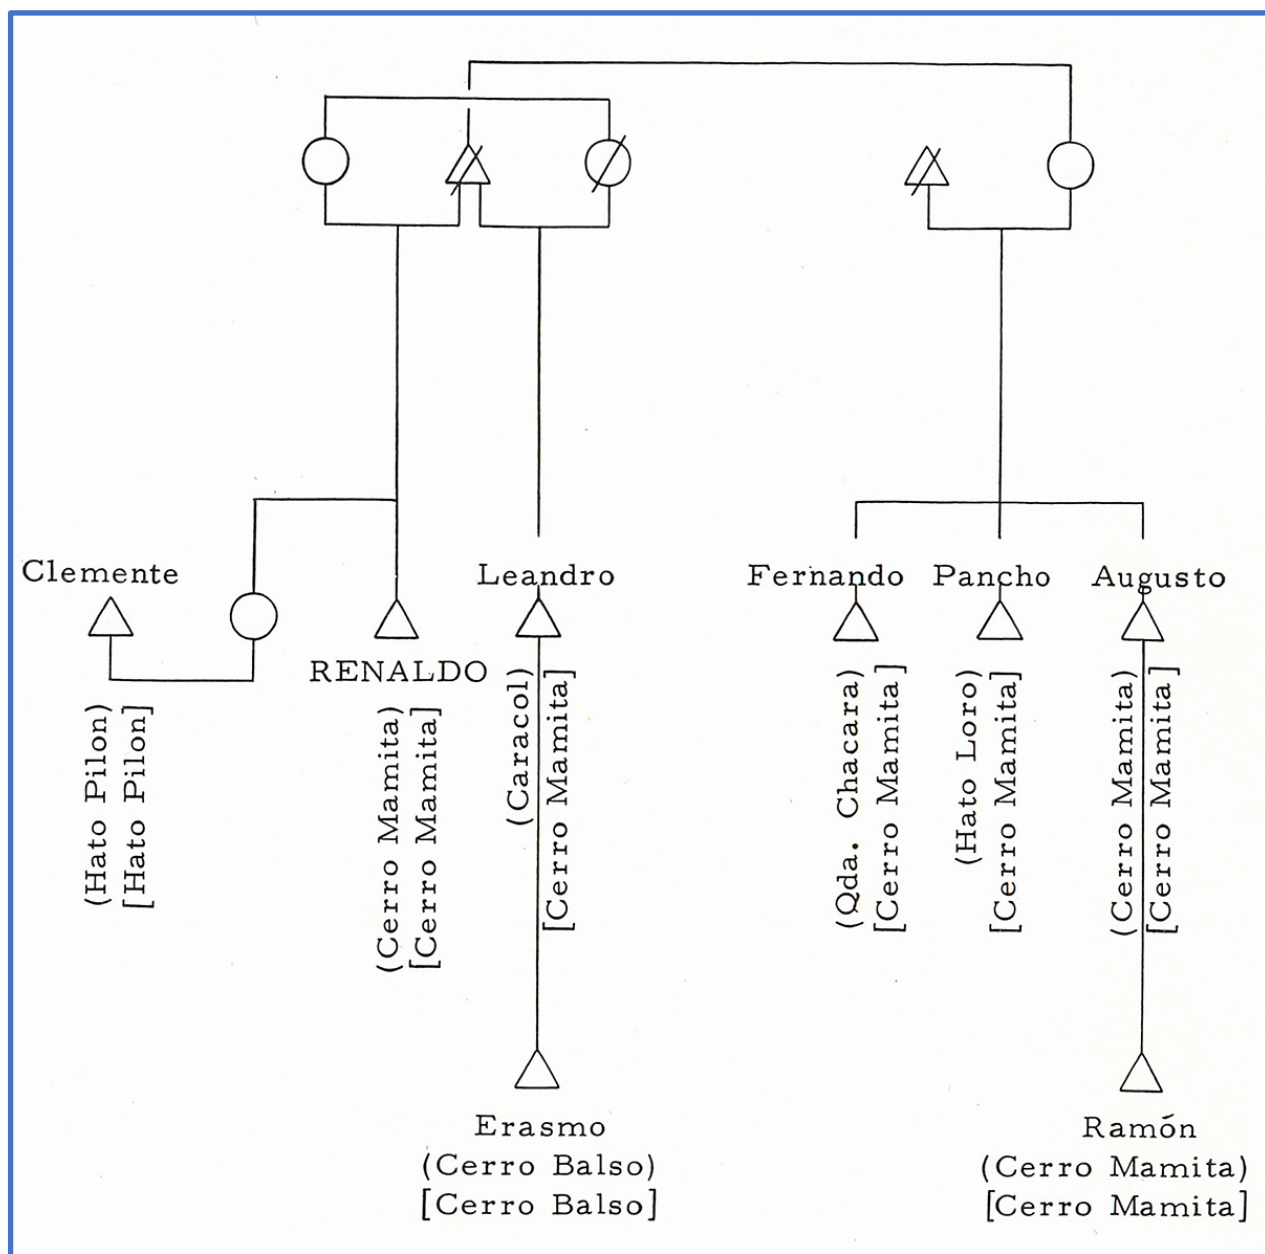 Clemente
Leandro
Fernando
Pancho
Augusto
RENALDO
(Hato Pilon)
[Hato Pilon]
(Cerro Mamita)
[Cerro Mamita]
(Caracol)
[Cerro Mamita]
(Qda. Chacara)
[Cerro Mamita]
(Hato Loro)
[Cerro Mamita]
(Cerro Mamita)
[Cerro Mamita]
Erasmo
(Cerro Balso)
[Cerro Balso]
Ramón
(Cerro Mamita)
[Cerro Mamita]